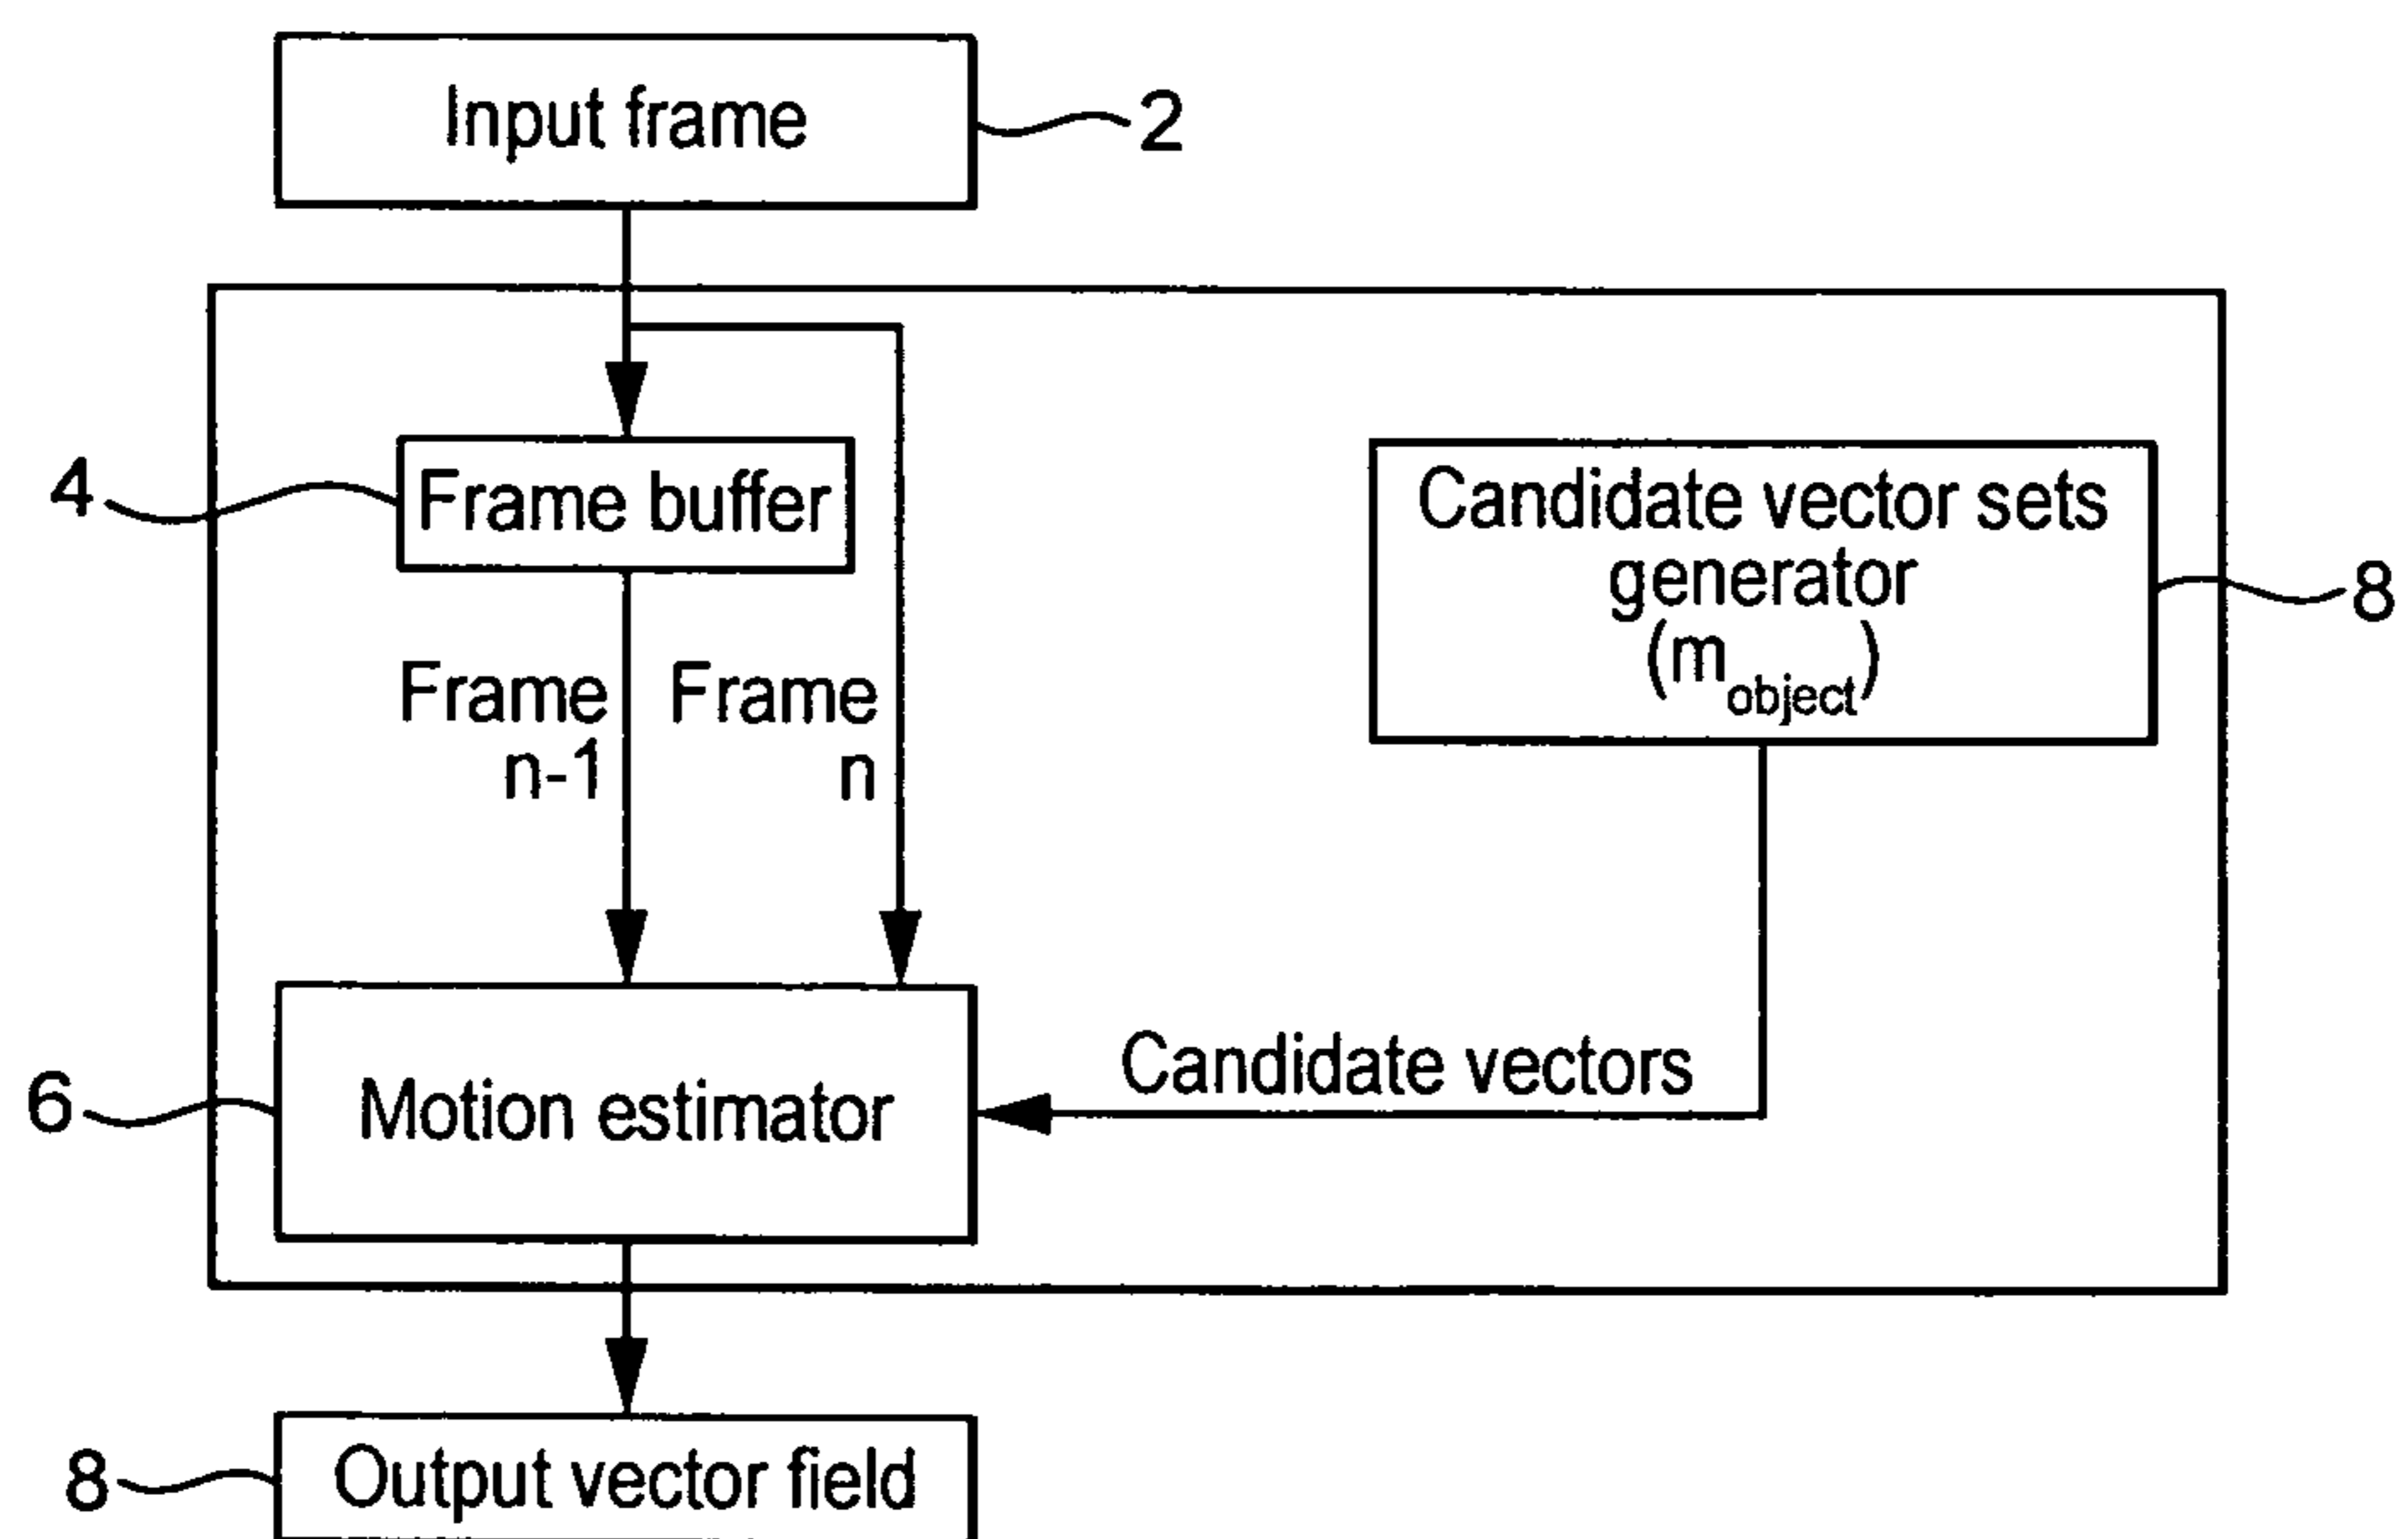 Input frame
2
4
Frame buffer
Candidate vector sets
generator
(m_object)
8
Frame
n-1
Frame
n
Candidate vectors
6
Motion estimator
8
Output vector field